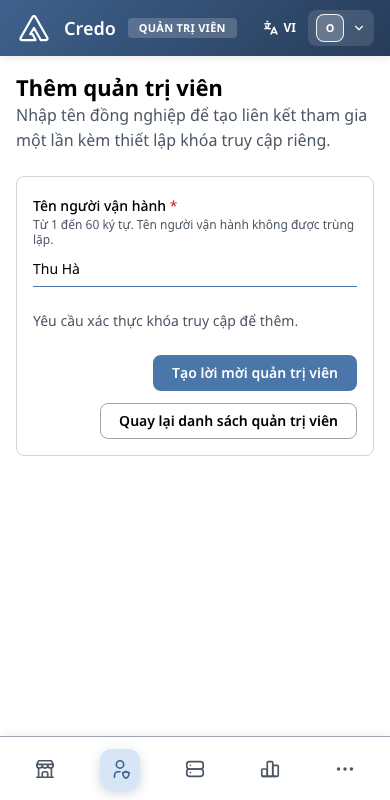 Credo
QUẢN TRỊ VIÊN
VI
O
Thêm quản trị viên
Nhập tên đồng nghiệp để tạo liên kết tham gia
một lần kèm thiết lập khóa truy cập riêng.
Tên người vận hành *
Từ 1 đến 60 ký tự. Tên người vận hành không được trùng
lặp.
Thu Hà
Yêu cầu xác thực khóa truy cập để thêm.
Tạo lời mời quản trị viên
Quay lại danh sách quản trị viên